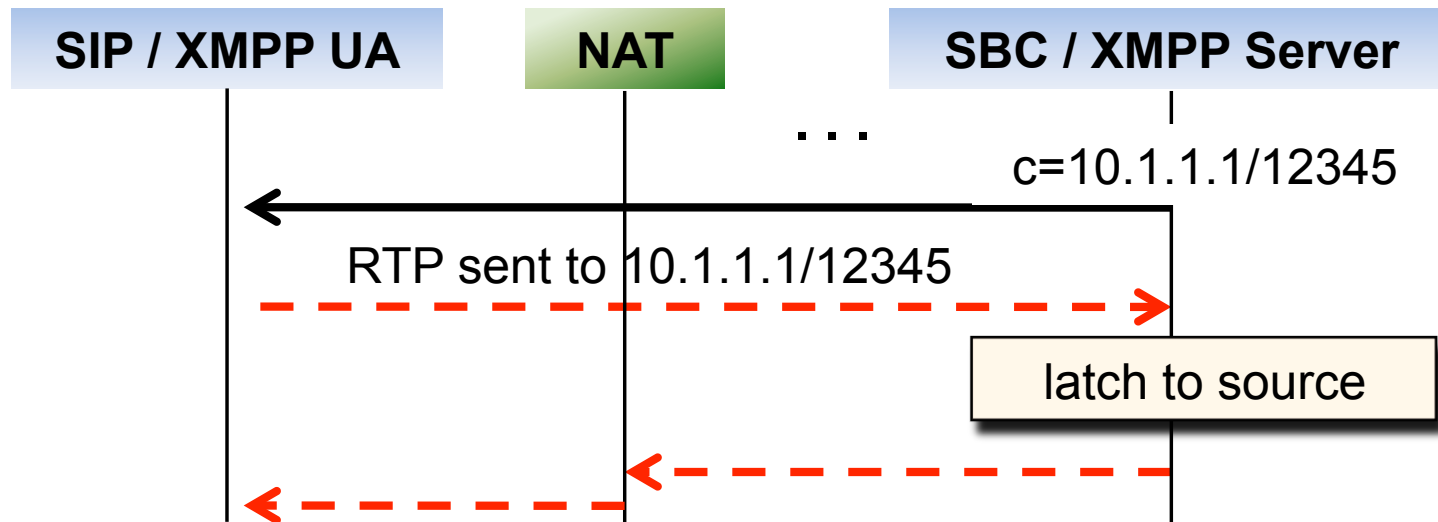 SIP / XMPP UA
NAT
SBC / XMPP Server
...
c=10.1.1.1/12345
RTP sent to 10.1.1.1/12345
latch to source